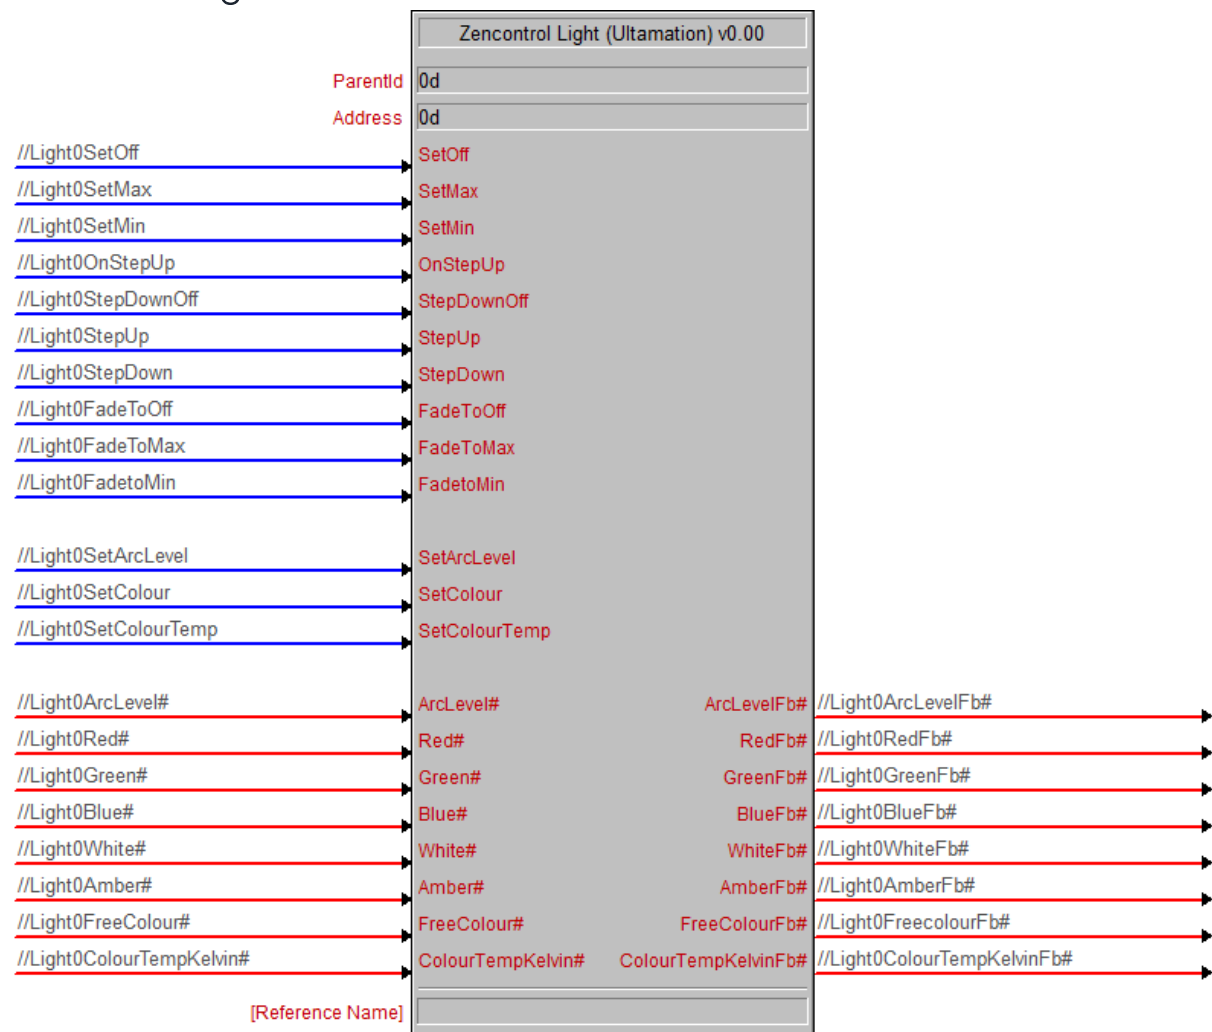 Zencontrol Light (Ultamation) v0.00
ParentId 0d
Address 0d
//Light0SetOff SetOff
//Light0SetMax SetMax
//Light0SetMin SetMin
//Light0OnStepUp OnStepUp
//Light0StepDownOff StepDownOff
//Light0StepUp StepUp
//Light0StepDown StepDown
//Light0FadeToOff FadeToOff
//Light0FadeToMax FadeToMax
//Light0FadetoMin FadetoMin
//Light0SetArcLevel SetArcLevel
//Light0SetColour SetColour
//Light0SetColourTemp SetColourTemp
//Light0ArcLevel# ArcLevel# ArcLevelFb# //Light0ArcLevelFb#
//Light0Red# Red# RedFb# //Light0RedFb#
//Light0Green# Green# GreenFb# //Light0GreenFb#
//Light0Blue# Blue# BlueFb# //Light0BlueFb#
//Light0White# White# WhiteFb# //Light0WhiteFb#
//Light0Amber# Amber# AmberFb# //Light0AmberFb#
//Light0FreeColour# FreeColour# FreeColourFb# //Light0FreecolourFb#
//Light0ColourTempKelvin# ColourTempKelvin# ColourTempKelvinFb# //Light0ColourTempKelvinFb#
[Reference Name]